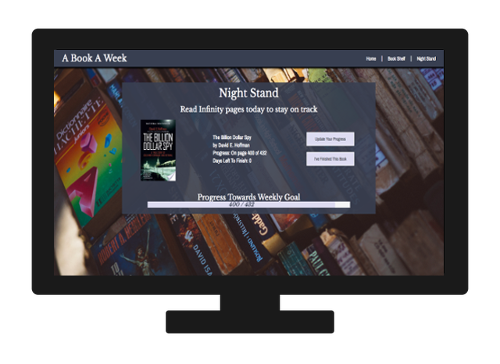 A Book A Week
Home | Book Shelf | Night Stand
Night Stand
Read Infinity pages today to stay on track
THE BILLION
DOLLAR SPY
The Billion Dollar Spy
by David E. Hoffman
Progress: On page 400 of 432
Days Left To Finish: 0
Update Your Progress
I've Finished This Book
Progress Towards Weekly Goal
400 / 432
DAVID ISA